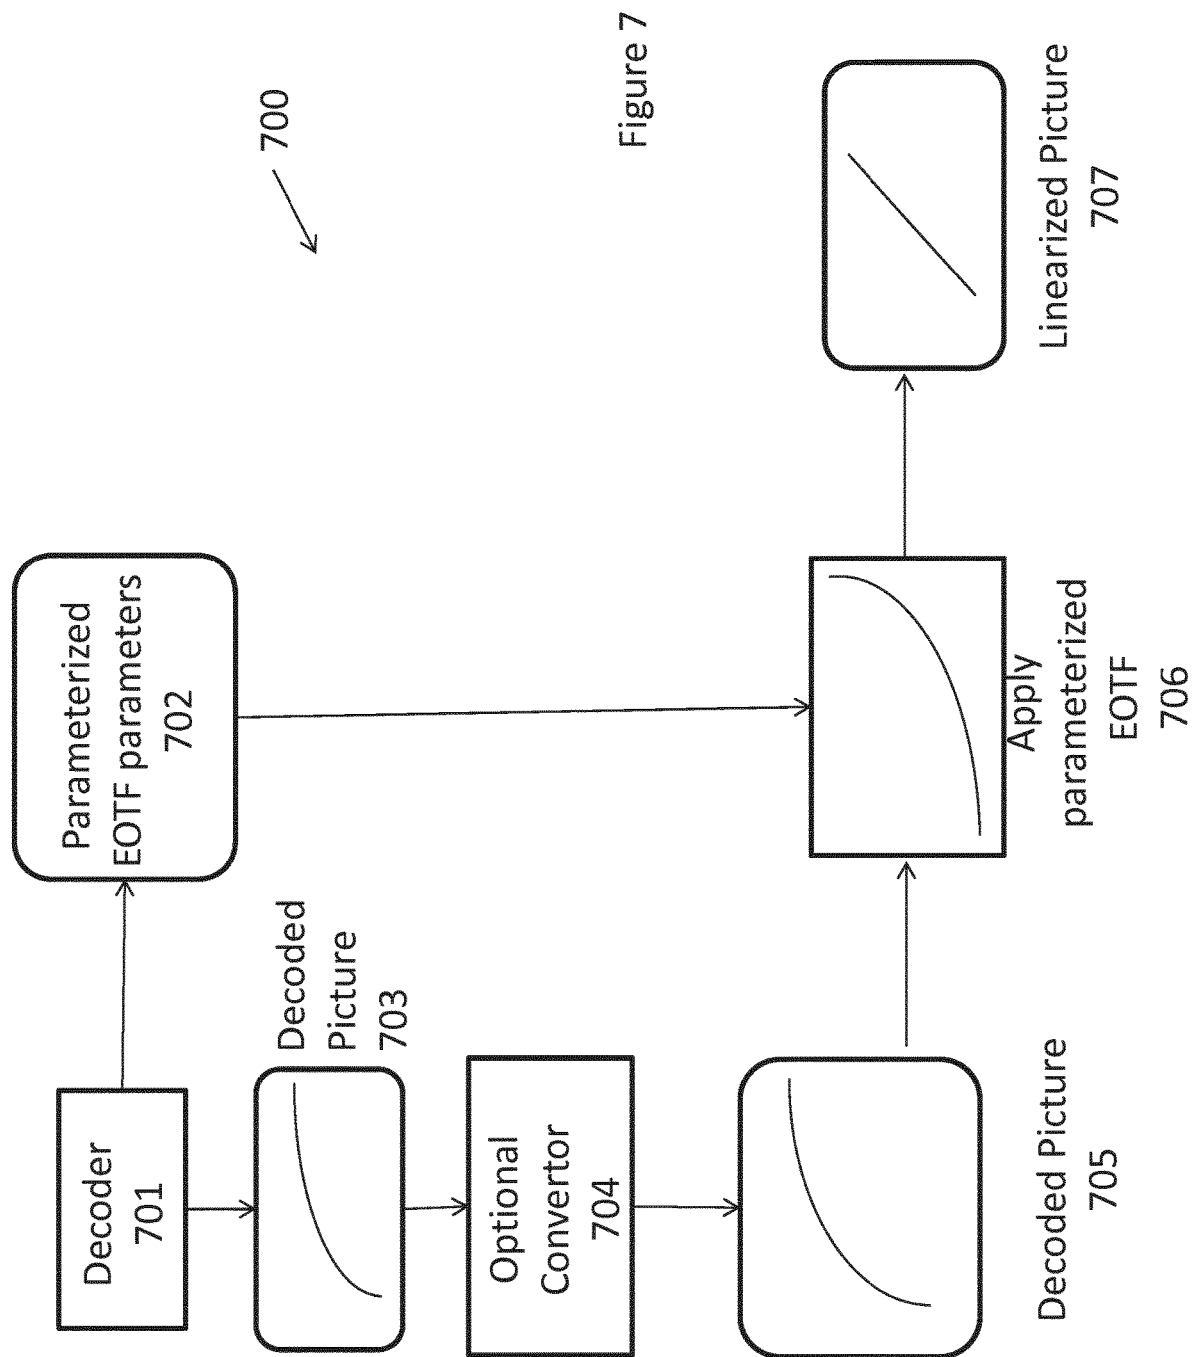 Decoder
701
Parameterized
EOTF parameters
702
Decoded
Picture
703
Optional
Convertor
704
Decoded Picture
705
Apply
parameterized
EOTF
706
Linearized Picture
707
700
Figure 7